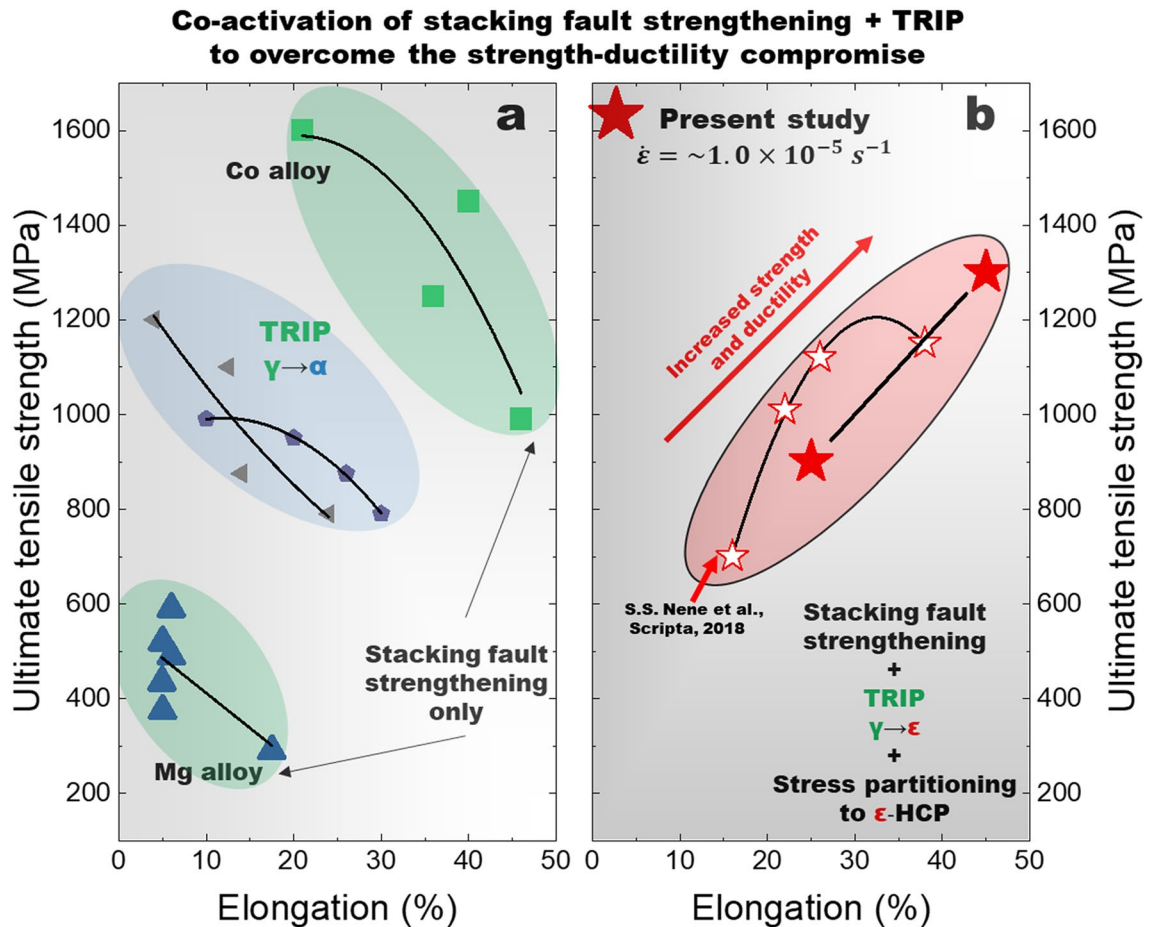 Co-activation of stacking fault strengthening + TRIP
to overcome the strength-ductility compromise
Ultimate tensile strength (MPa)
1600
1400
1200
1000
800
600
400
200
a
Co alloy
TRIP
γ→α
Stacking fault
strengthening
only
Mg alloy
0
10
20
30
40
50
Elongation (%)
b
Present study
ε̇ = ~1.0 × 10⁻⁵ s⁻¹
Increased strength
and ductility
S.S. Nene et al.,
Scripta, 2018
Stacking fault
strengthening
+
TRIP
γ→ε
+
Stress partitioning
to ε-HCP
1600
1400
1200
1000
800
600
400
200
Ultimate tensile strength (MPa)
0
10
20
30
40
50
Elongation (%)